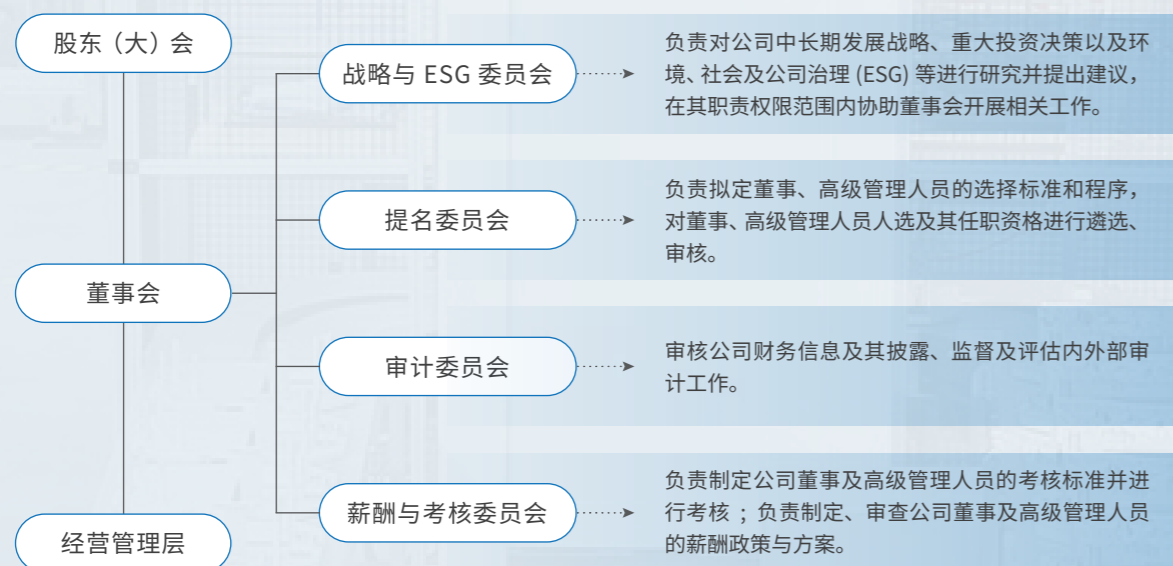 股东（大）会
战略与 ESG 委员会
负责对公司中长期发展战略、重大投资决策以及环
境、社会及公司治理 (ESG) 等进行研究并提出建议，
在其职责权限范围内协助董事会开展相关工作。
提名委员会
负责拟定董事、高级管理人员的选择标准和程序，
对董事、高级管理人员人选及其任职资格进行遴选、
审核。
董事会
审计委员会
审核公司财务信息及其披露、监督及评估内外部审
计工作。
薪酬与考核委员会
负责制定公司董事及高级管理人员的考核标准并进
行考核；负责制定、审查公司董事及高级管理人员
的薪酬政策与方案。
经营管理层